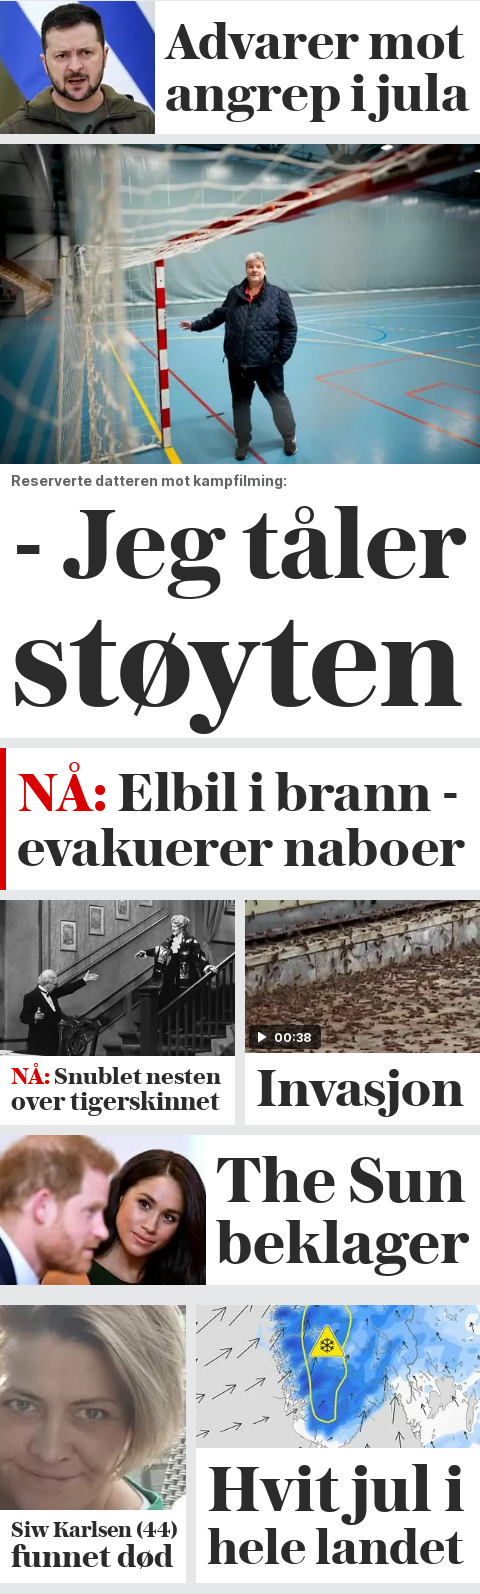 Advarer mot
angrep i jula
Reserverte datteren mot kampfilming:
- Jeg tåler
støyten
NÅ: Elbil i brann -
evakuerer naboer
00:38
NÅ: Snublet nesten
over tigerskinnet
Invasjon
The Sun
beklager
Siw Karlsen (44)
funnet død
Hvit jul i
hele landet